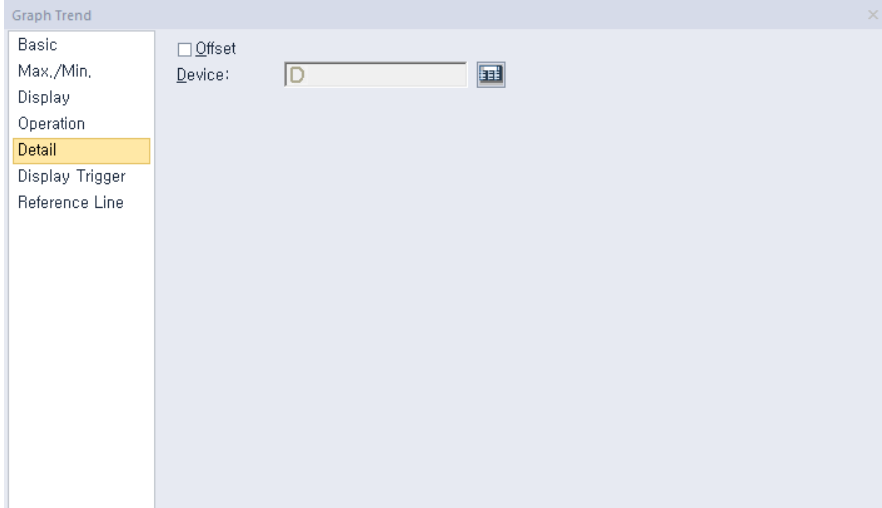 Graph Trend
Basic
Max./Min.
Display
Operation
Detail
Display Trigger
Reference Line
Offset
Device:
D